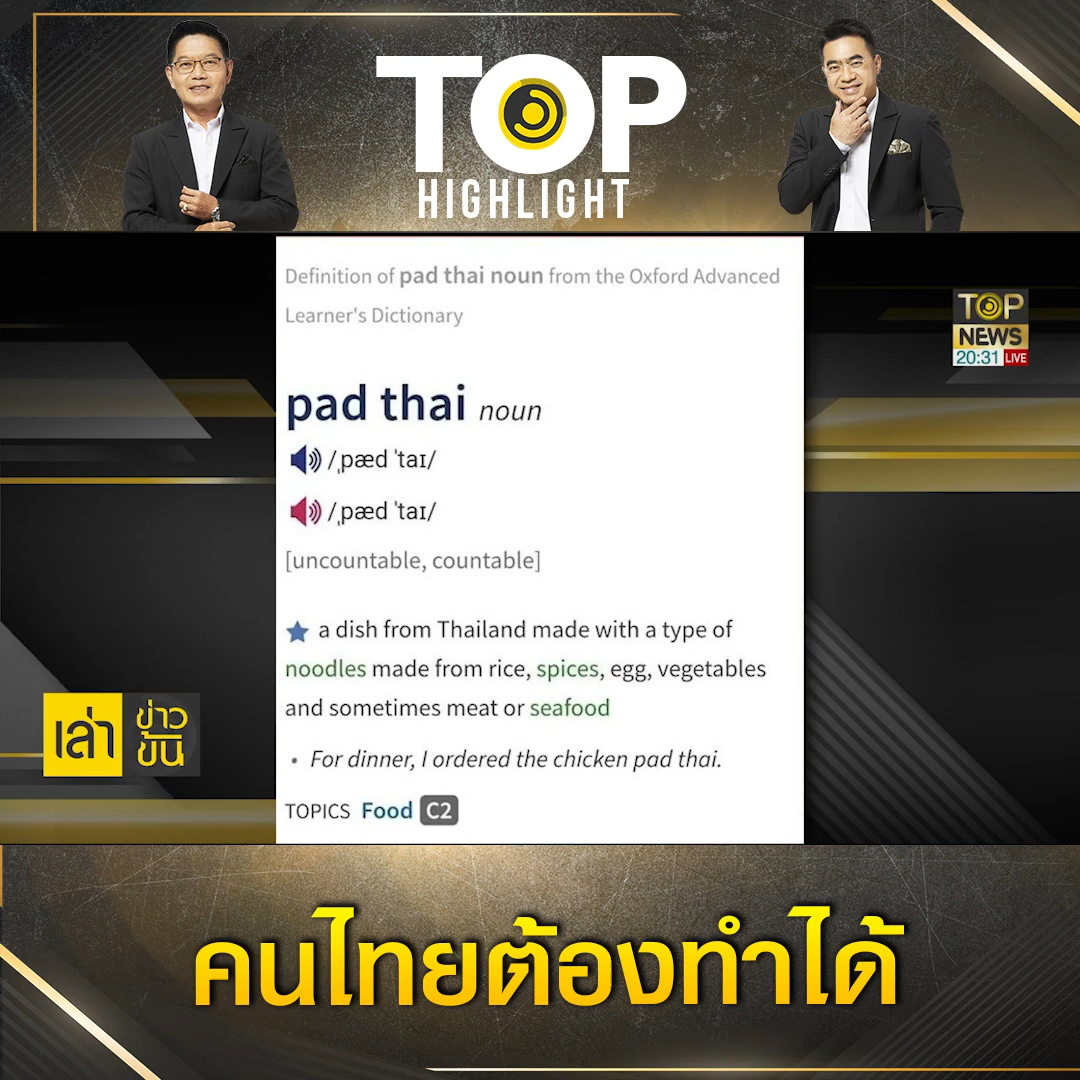 TOP
HIGHLIGHT
Definition of pad thai noun from the Oxford Advanced
Learner's Dictionary
TOP
NEWS
20:31 LIVE
pad thai noun
/ˌpæd ˈtaɪ/
/ˌpæd ˈtaɪ/
[uncountable, countable]
★ a dish from Thailand made with a type of
noodles made from rice, spices, egg, vegetables
and sometimes meat or seafood
• For dinner, I ordered the chicken pad thai.
TOPICS Food C2
เล่า
ข่าว
ข้น
คนไทยต้องทำได้